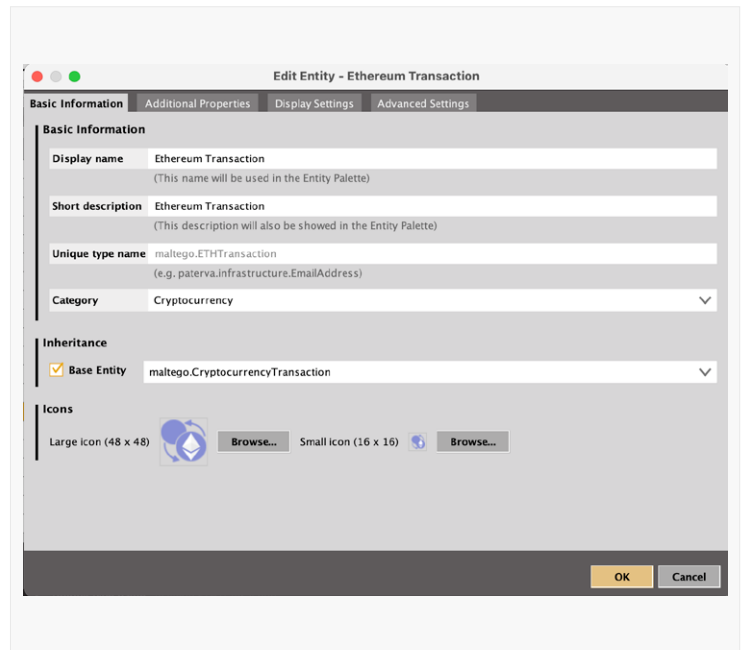 Edit Entity - Ethereum Transaction
Basic Information Additional Properties Display Settings Advanced Settings
Basic Information
Display name Ethereum Transaction
(This name will be used in the Entity Palette)
Short description Ethereum Transaction
(This description will also be showed in the Entity Palette)
Unique type name maltego.ETHTransaction
(e.g. paterva.infrastructure.EmailAddress)
Category Cryptocurrency
Inheritance
Base Entity maltego.CryptocurrencyTransaction
Icons
Large icon (48 x 48) Browse... Small icon (16 x 16) Browse...
OK Cancel